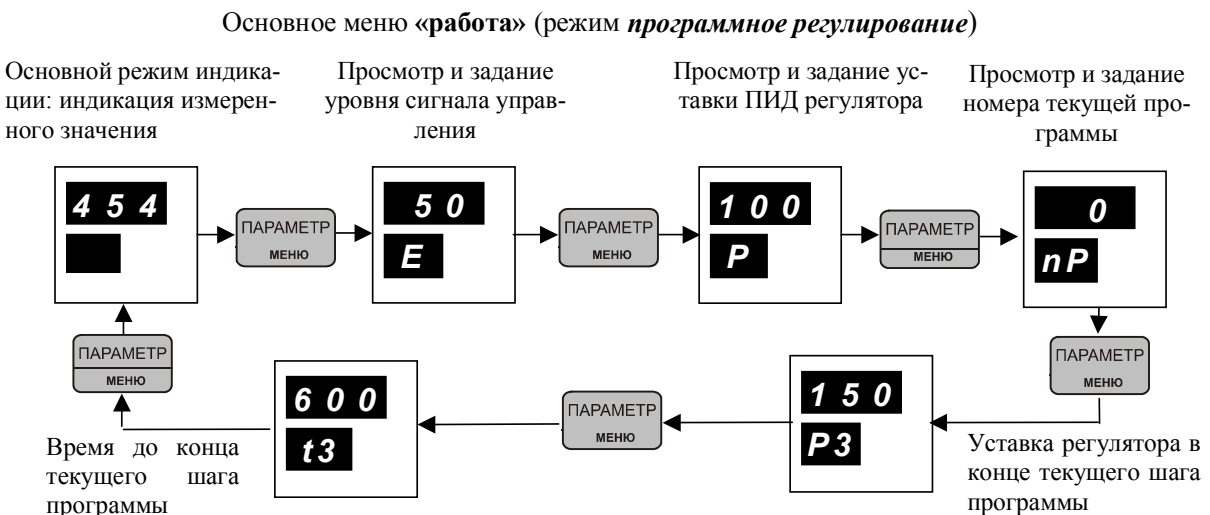 Основное меню «работа» (режим программное регулирование)
Основной режим индика-
ции: индикация измерен-
ного значения
Просмотр и задание
уровня сигнала управ-
ления
Просмотр и задание ус-
тавки ПИД регулятора
Просмотр и задание
номера текущей про-
граммы
4 5 4
ПАРАМЕТР
МЕНЮ
5 0
E
ПАРАМЕТР
МЕНЮ
1 0 0
P
ПАРАМЕТР
МЕНЮ
0
nP
ПАРАМЕТР
МЕНЮ
Уставка регулятора в
конце текущего шага
программы
1 5 0
P3
ПАРАМЕТР
МЕНЮ
6 0 0
t3
Время до конца
текущего шага
программы
ПАРАМЕТР
МЕНЮ